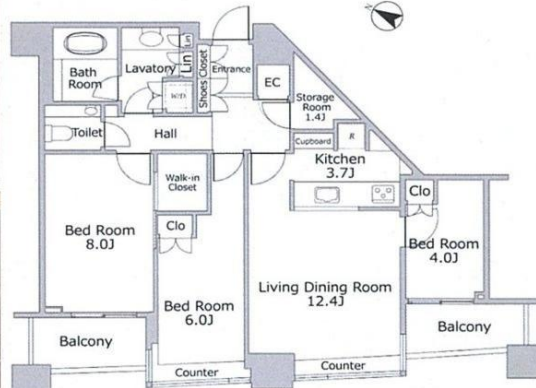 N
Bath
Room
Lavatory
Lin
Lin
W/D
Shoes Closet
Entrance
EC
Storage
Room
1.4J
Toilet
Hall
Cupboard
R
Kitchen
3.7J
Walk-in
Closet
Clo
Clo
Bed Room
8.0J
Bed Room
6.0J
Living Dining Room
12.4J
Bed Room
4.0J
Balcony
Counter
Counter
Balcony